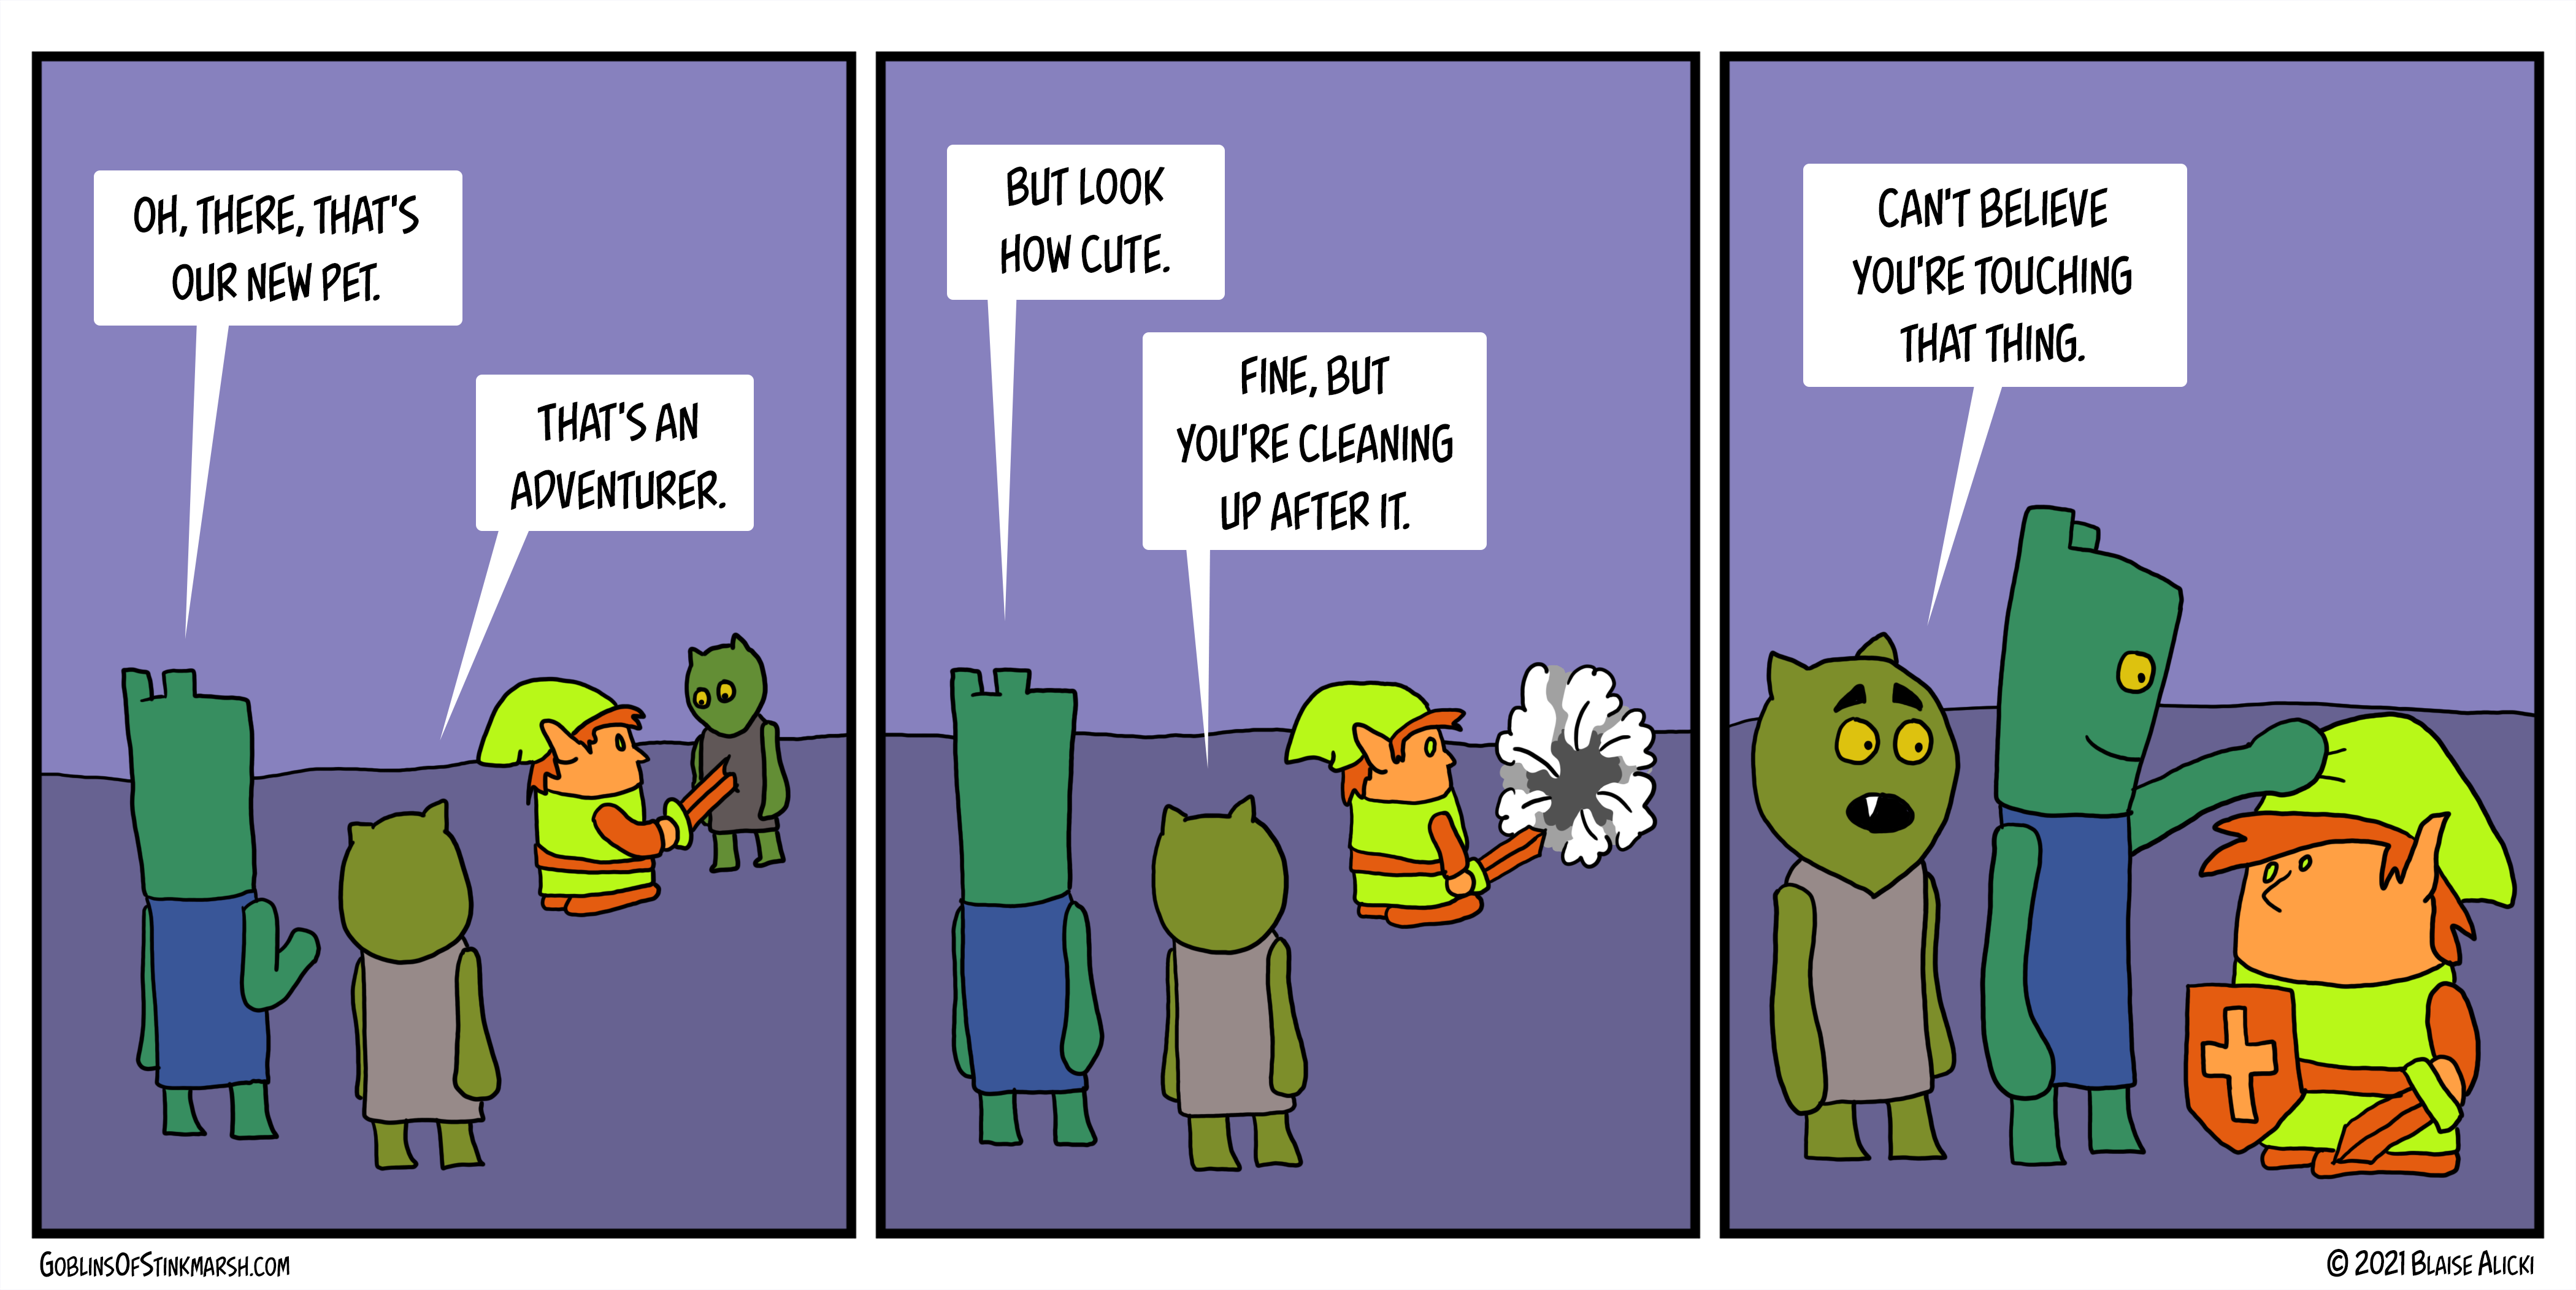 OH, THERE, THAT'S
OUR NEW PET.
THAT'S AN
ADVENTURER.
BUT LOOK
HOW CUTE.
FINE, BUT
YOU'RE CLEANING
UP AFTER IT.
CAN'T BELIEVE
YOU'RE TOUCHING
THAT THING.
GOBLINSOFSTINKMARSH.COM
© 2021 BLAISE ALICKI